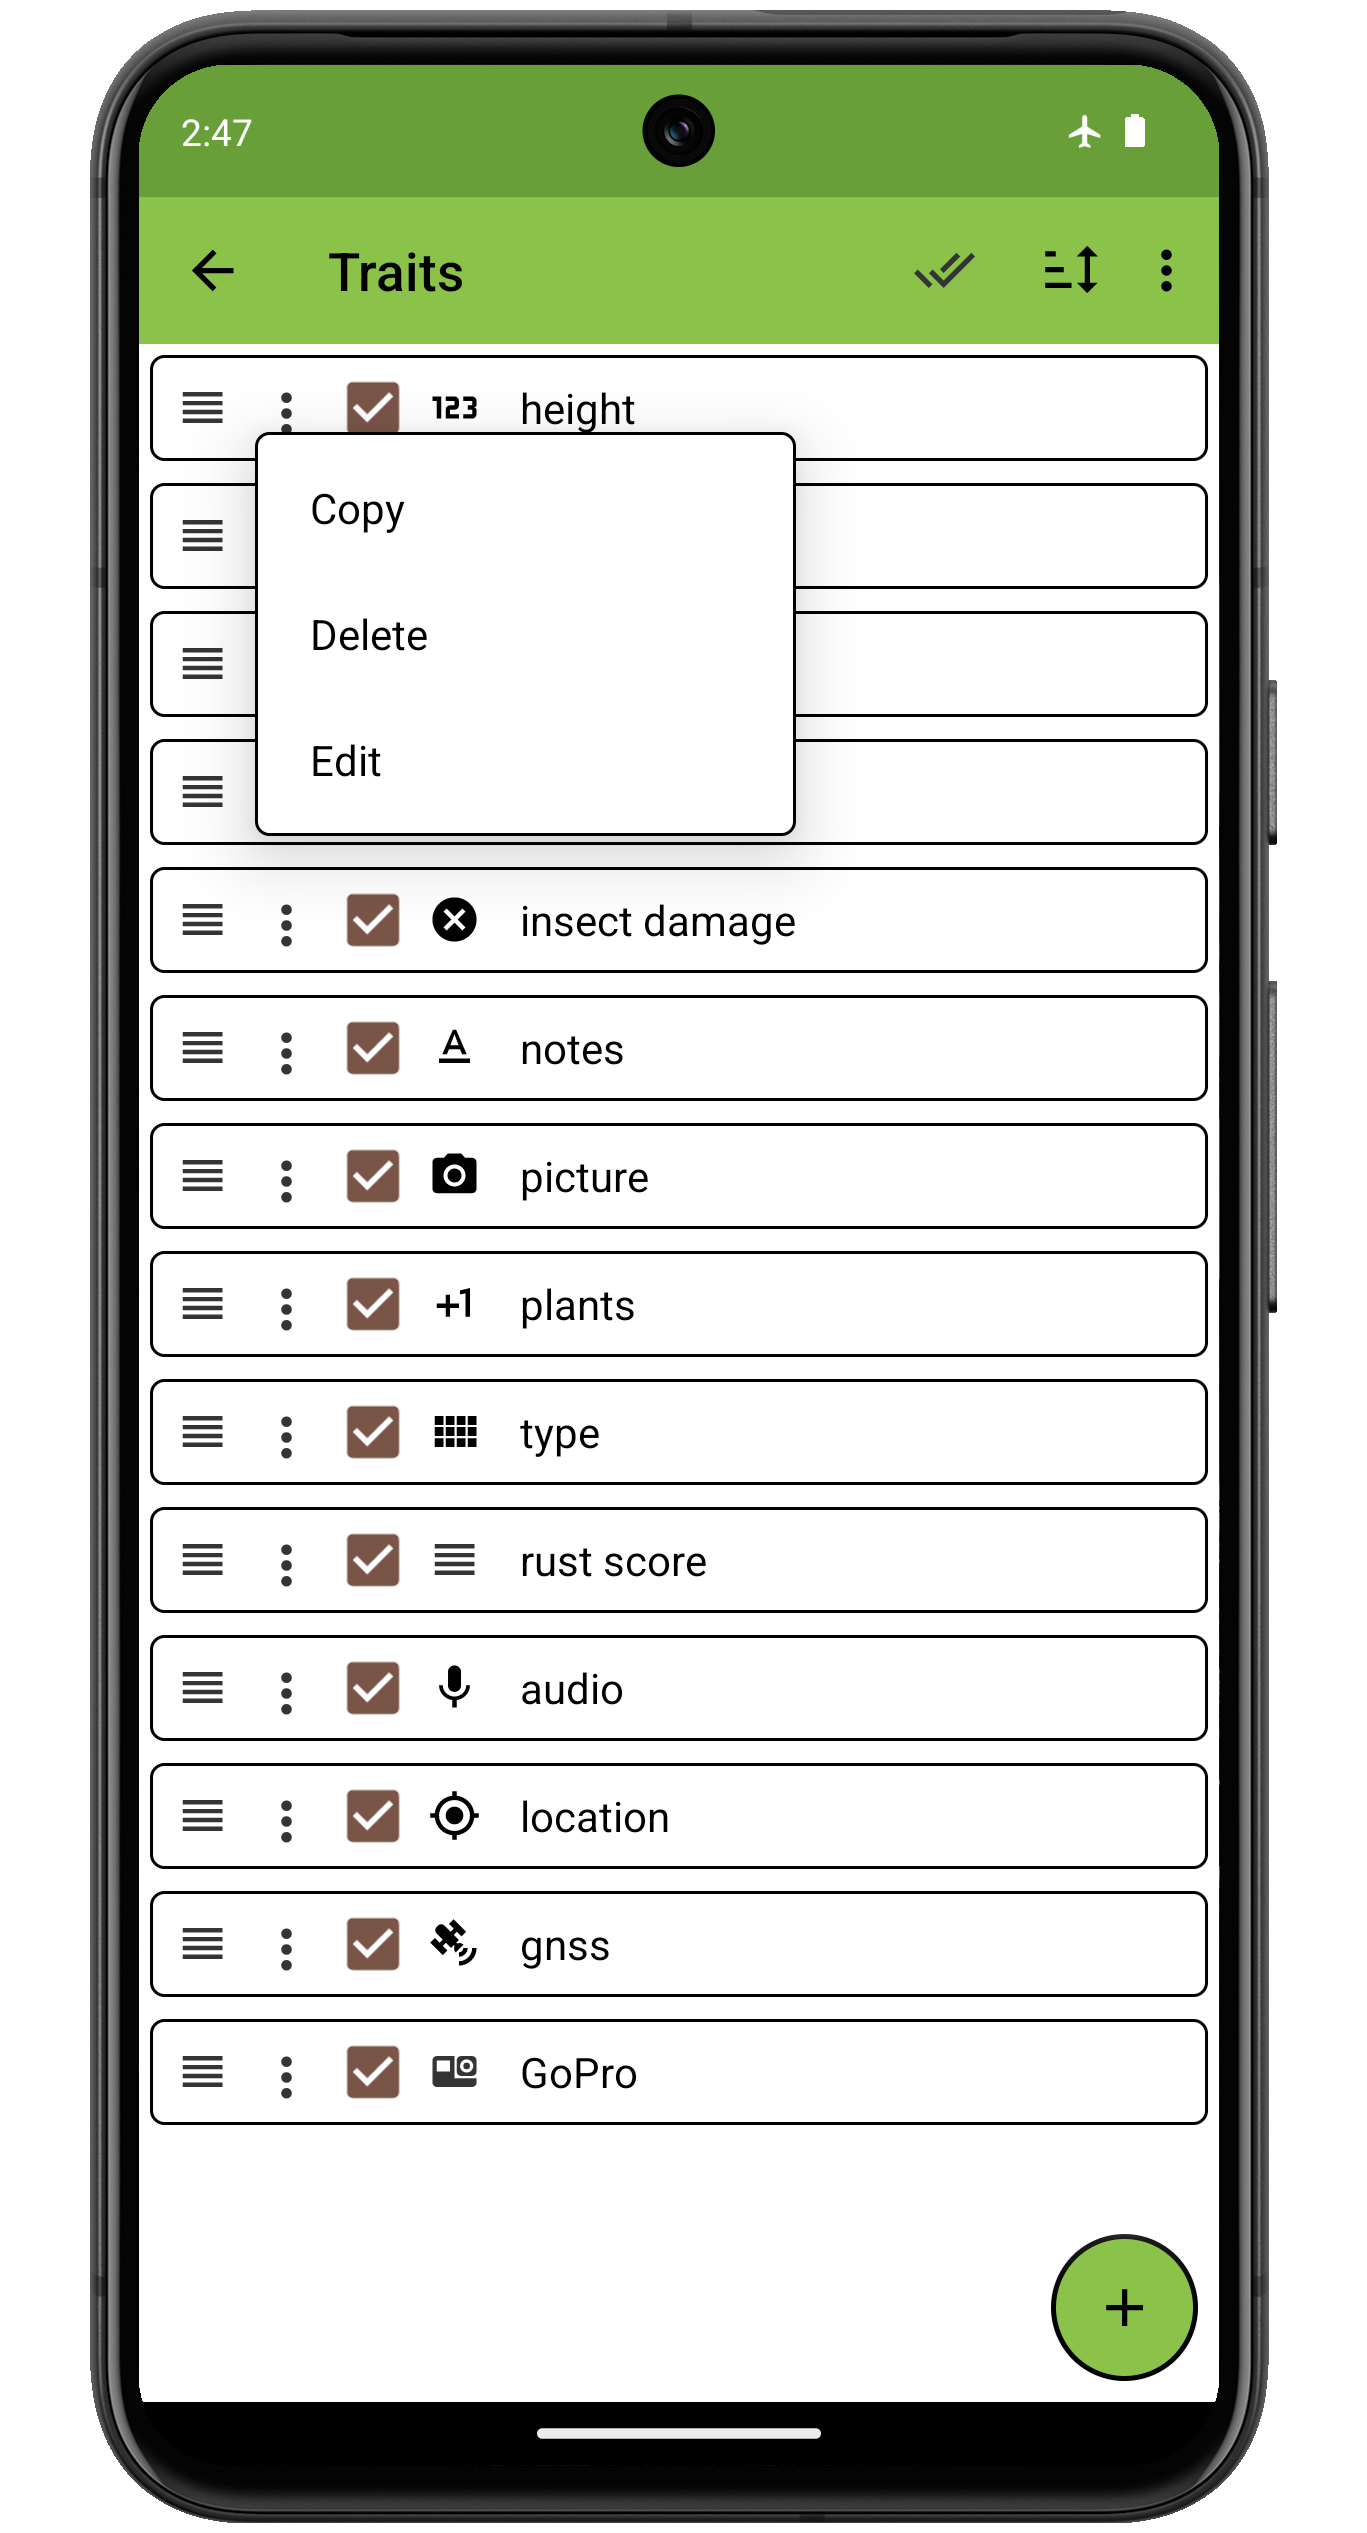 2:47
Traits
123 height
Copy
Delete
Edit
insect damage
A notes
picture
+1 plants
type
rust score
audio
location
gnss
GoPro